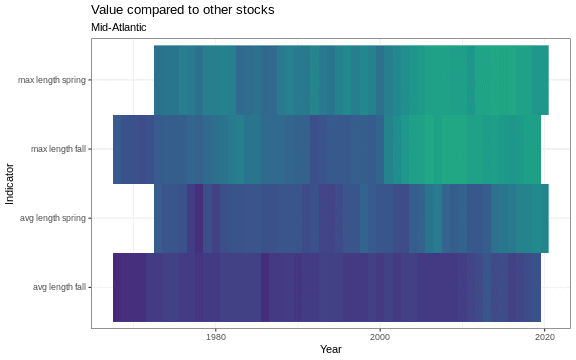 Value compared to other stocks
Mid-Atlantic
Indicator
max length spring
max length fall
avg length spring
avg length fall
1980
2000
2020
Year